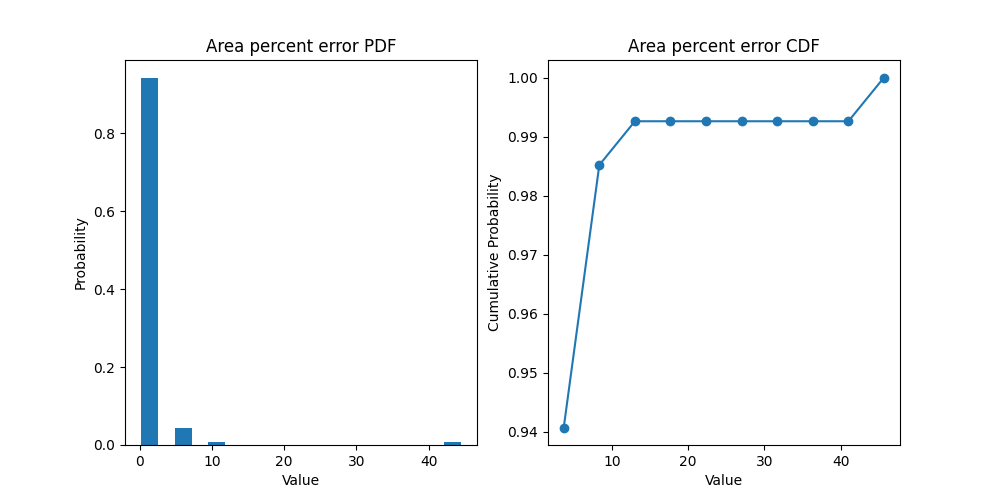 Area percent error PDF
Probability
0.8
0.6
0.4
0.2
0.0
0 10 20 30 40
Value
Area percent error CDF
Cumulative Probability
1.00
0.99
0.98
0.97
0.96
0.95
0.94
10 20 30 40
Value